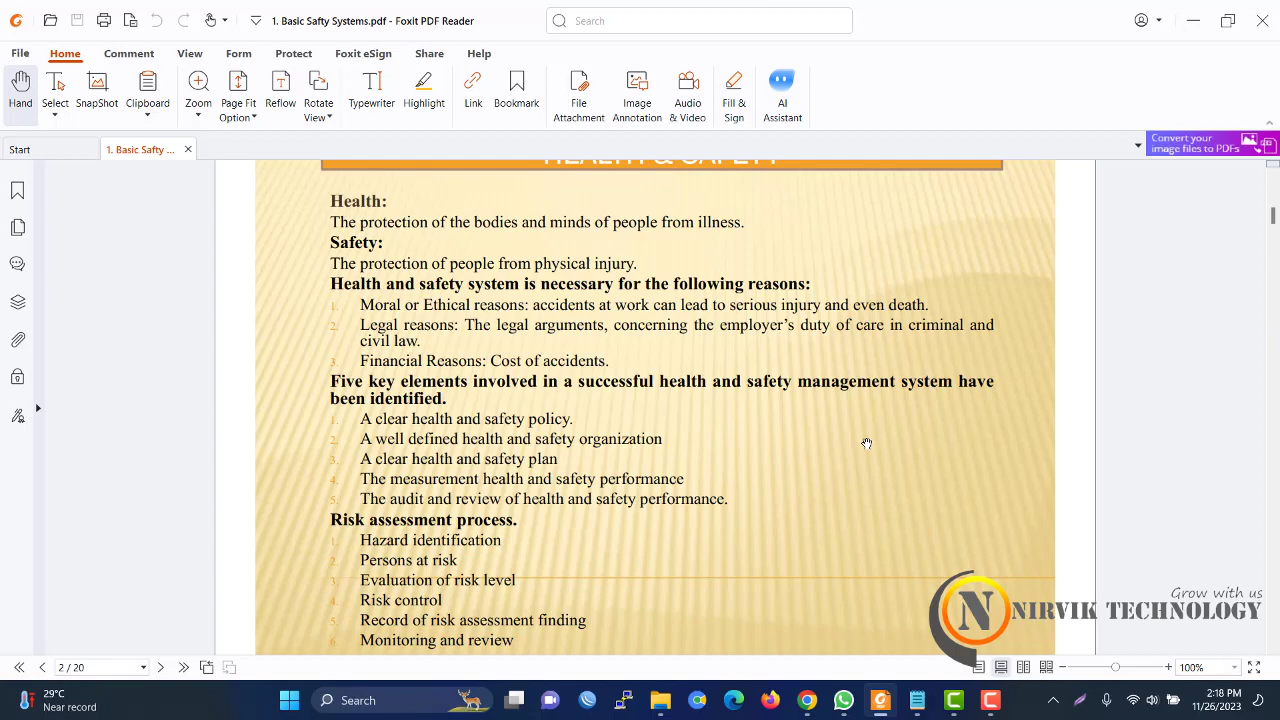 1. Basic Safty Systems.pdf - Foxit PDF Reader
Search
File Home Comment View Form Protect Foxit eSign Share Help
Hand Select SnapShot Clipboard Zoom Page Fit Option Reflow Rotate View Typewriter Highlight Link Bookmark File Attachment Image Annotation Audio & Video Fill & Sign AI Assistant
Start 1. Basic Safty ...
Convert your
image files to PDFs
HEALTH & SAFETY
Health:
The protection of the bodies and minds of people from illness.
Safety:
The protection of people from physical injury.
Health and safety system is necessary for the following reasons:
1. Moral or Ethical reasons: accidents at work can lead to serious injury and even death.
2. Legal reasons: The legal arguments, concerning the employer's duty of care in criminal and
civil law.
3. Financial Reasons: Cost of accidents.
Five key elements involved in a successful health and safety management system have
been identified.
1. A clear health and safety policy.
2. A well defined health and safety organization
3. A clear health and safety plan
4. The measurement health and safety performance
5. The audit and review of health and safety performance.
Risk assessment process.
1. Hazard identification
2. Persons at risk
3. Evaluation of risk level
4. Risk control
5. Record of risk assessment finding
6. Monitoring and review
Grow with us
N NIRVIK TECHNOLOGY
2 / 20
100%
29°C
Near record
Search
2:18 PM
11/26/2023